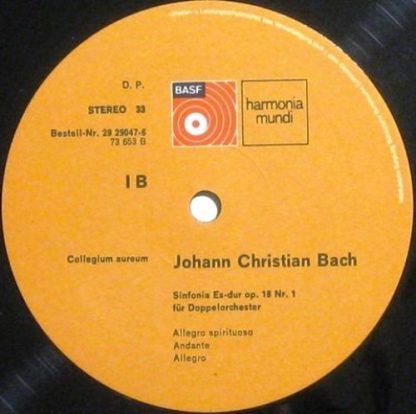 D. P.
STEREO 33
Bestell-Nr. 29 29047-6
73 653 B
BASF
harmonia
mundi
I B
Collegium aureum
Johann Christian Bach
Sinfonia Es-dur op. 18 Nr. 1
für Doppelorchester
Allegro spirituoso
Andante
Allegro